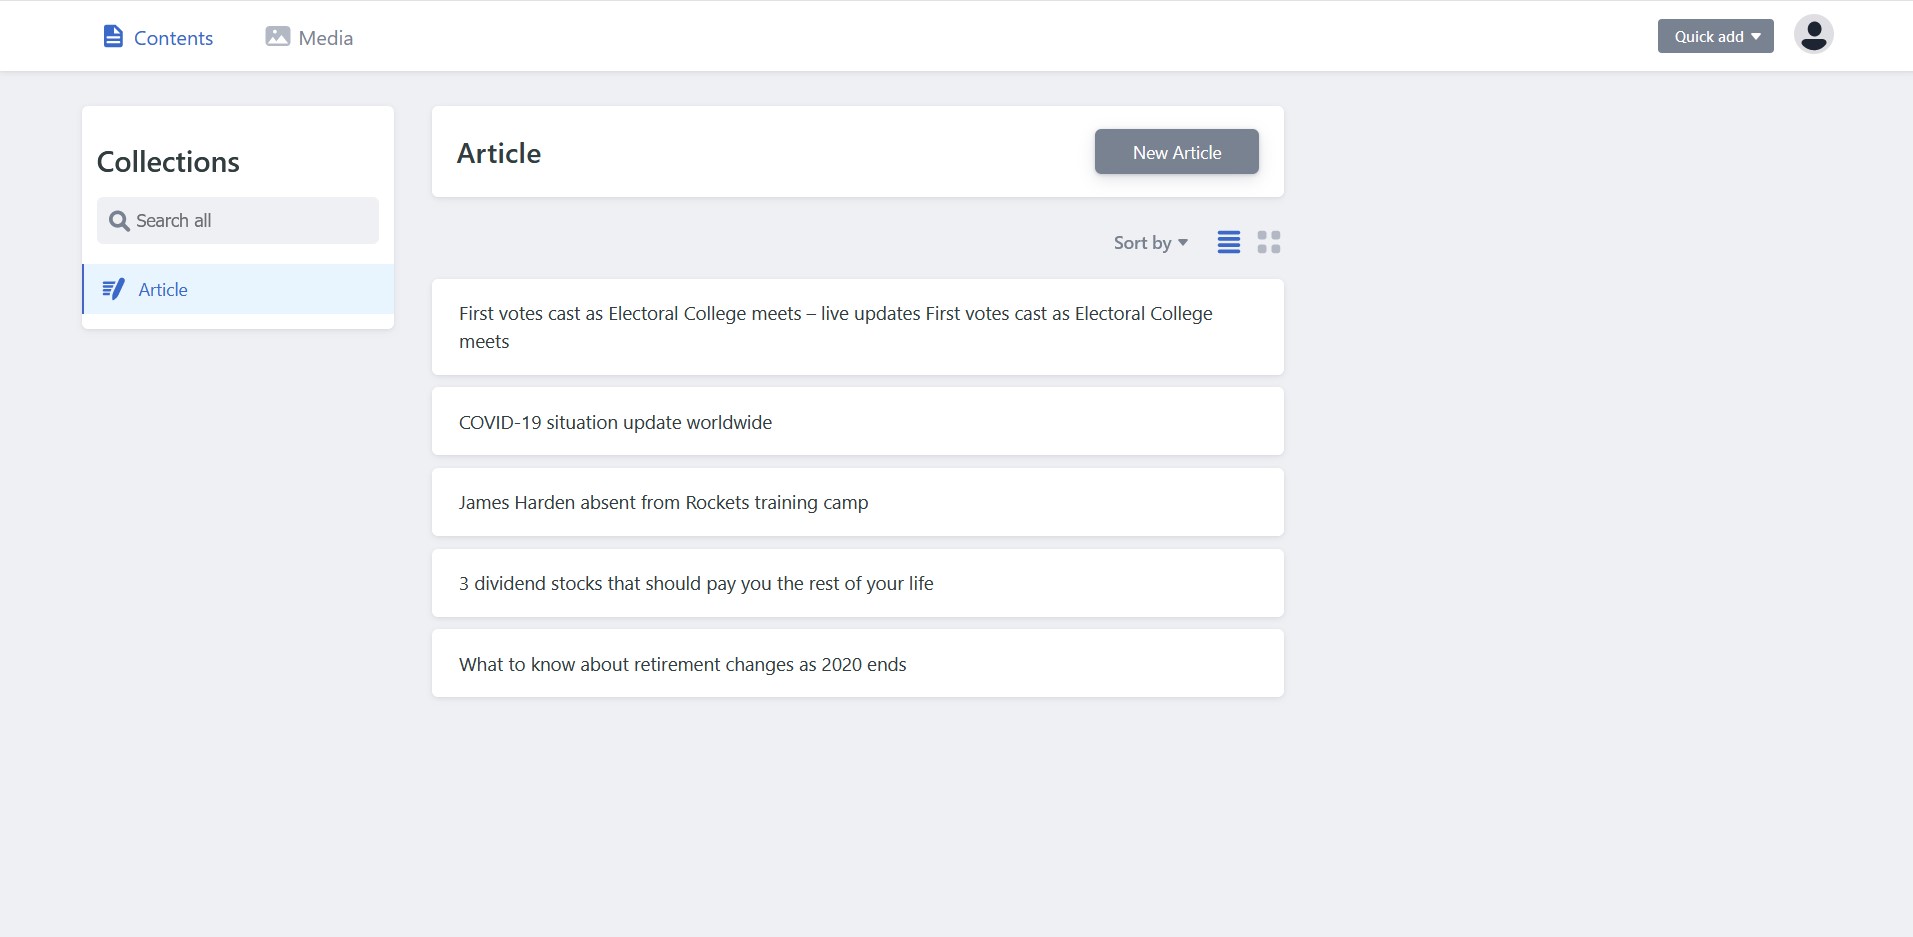 Contents
Media
Quick add
Collections
Search all
Article
Article
New Article
Sort by
First votes cast as Electoral College meets – live updates First votes cast as Electoral College
meets
COVID-19 situation update worldwide
James Harden absent from Rockets training camp
3 dividend stocks that should pay you the rest of your life
What to know about retirement changes as 2020 ends